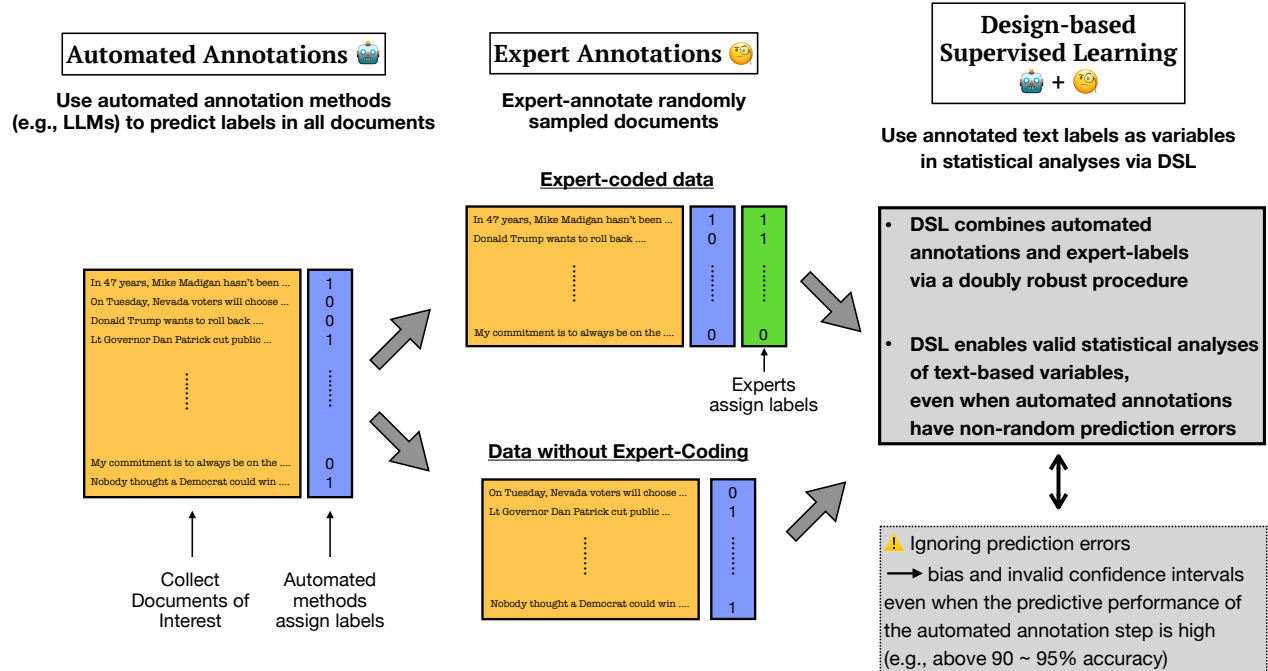 Automated Annotations 🤖
Use automated annotation methods
(e.g., LLMs) to predict labels in all documents
In 47 years, Mike Madigan hasn't been ... 1
On Tuesday, Nevada voters will choose ... 0
Donald Trump wants to roll back .... 0
Lt Governor Dan Patrick cut public ... 1
My commitment is to always be on the .... 0
Nobody thought a Democrat could win .... 1
Collect
Documents of
Interest
Automated
methods
assign labels
Expert Annotations 🧐
Expert-annotate randomly
sampled documents
Expert-coded data
In 47 years, Mike Madigan hasn't been ... 1 1
Donald Trump wants to roll back .... 0 1
My commitment is to always be on the .... 0 0
Experts
assign labels
Data without Expert-Coding
On Tuesday, Nevada voters will choose ... 0
Lt Governor Dan Patrick cut public ... 1
Nobody thought a Democrat could win .... 1
Design-based
Supervised Learning
🤖 + 🧐
Use annotated text labels as variables
in statistical analyses via DSL
• DSL combines automated
annotations and expert-labels
via a doubly robust procedure
• DSL enables valid statistical analyses
of text-based variables,
even when automated annotations
have non-random prediction errors
⚠️ Ignoring prediction errors
⟶ bias and invalid confidence intervals
even when the predictive performance of
the automated annotation step is high
(e.g., above 90 ~ 95% accuracy)